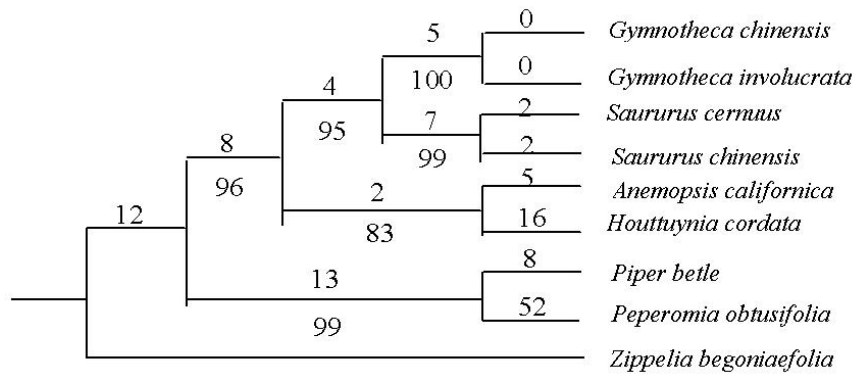 0
5
Gymnotheca chinensis
0
4
100
Gymnotheca involucrata
2
7
Saururus cernuus
95
8
99
2
Saururus chinensis
96
2
5
Anemopsis californica
12
83
16
Houttuynia cordata
13
8
Piper betle
99
52
Peperomia obtusifolia
Zippelia begoniaefolia